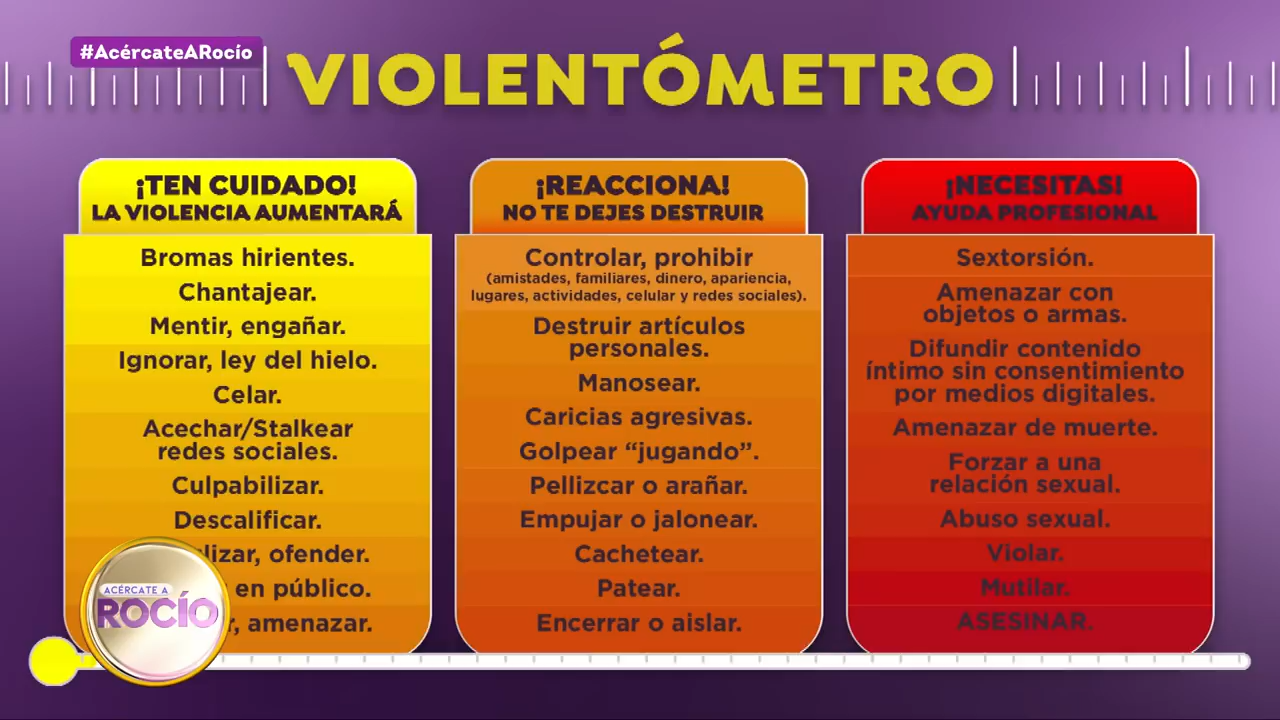 #AcércateARocío
VIOLENTÓMETRO
¡TEN CUIDADO!
LA VIOLENCIA AUMENTARÁ
Bromas hirientes.
Chantajear.
Mentir, engañar.
Ignorar, ley del hielo.
Celar.
Acechar/Stalkear
redes sociales.
Culpabilizar.
Descalificar.
ofender.
en público.
amenazar.
¡REACCIONA!
NO TE DEJES DESTRUIR
Controlar, prohibir
(amistades, familiares, dinero, apariencia,
lugares, actividades, celular y redes sociales).
Destruir artículos
personales.
Manosear.
Caricias agresivas.
Golpear “jugando”.
Pellizcar o arañar.
Empujar o jalonear.
Cachetear.
Patear.
Encerrar o aislar.
¡NECESITAS!
AYUDA PROFESIONAL
Sextorsión.
Amenazar con
objetos o armas.
Difundir contenido
íntimo sin consentimiento
por medios digitales.
Amenazar de muerte.
Forzar a una
relación sexual.
Abuso sexual.
Violar.
Mutilar.
ASESINAR.
ACÉRCATE A
ROCÍO